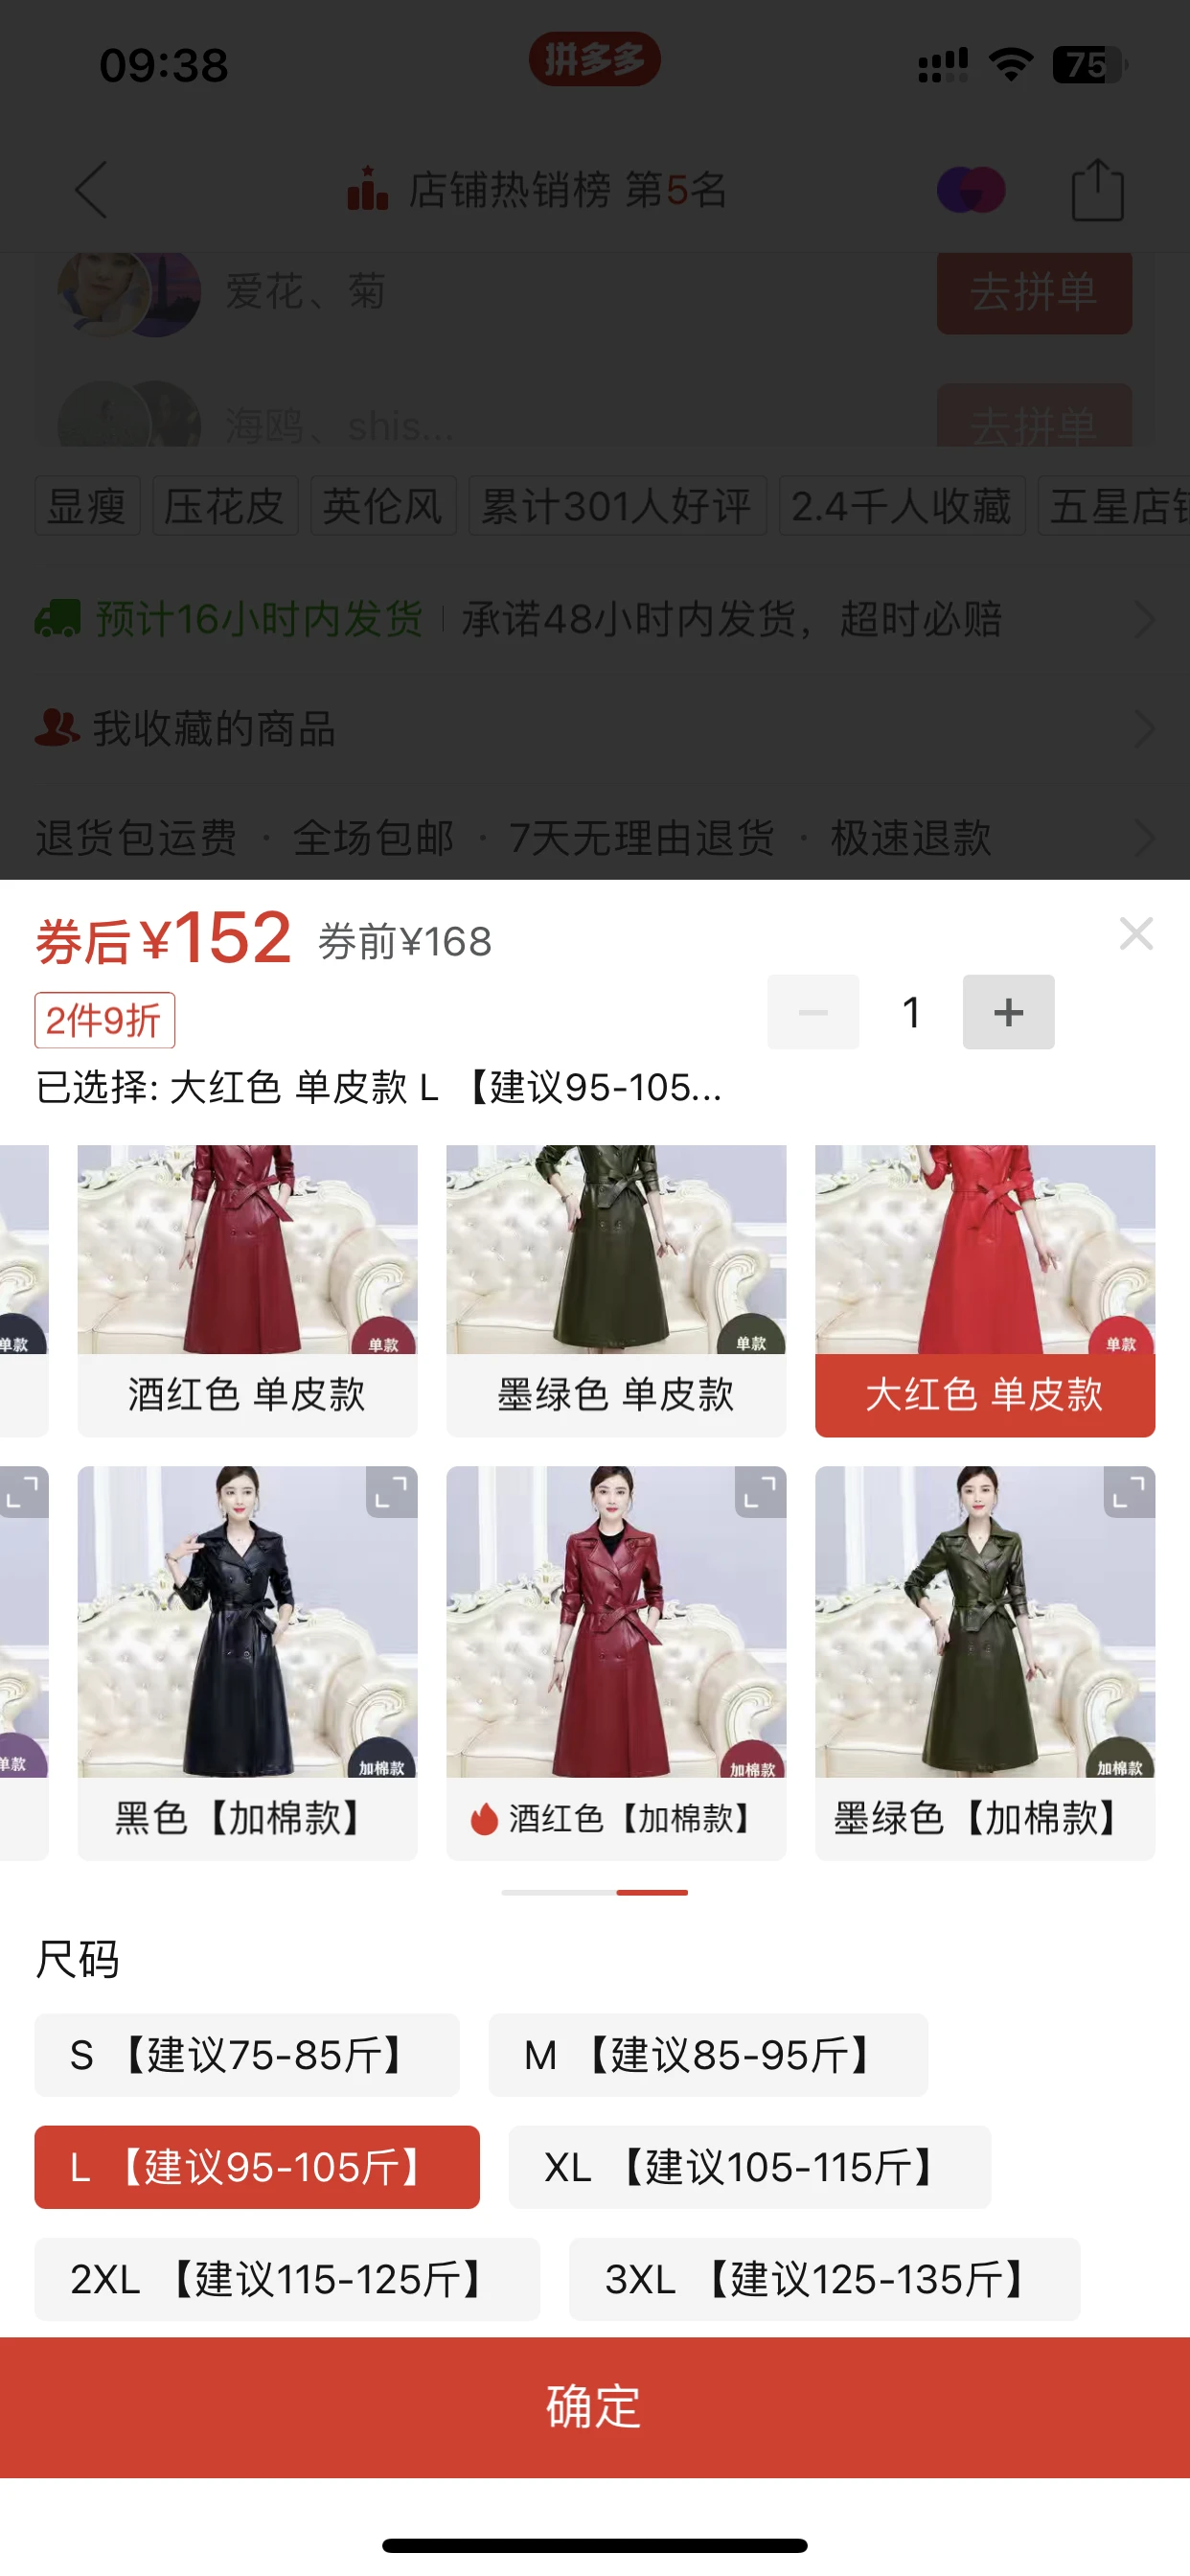 09:38
拼多多
75
店铺热销榜 第5名
爱花、菊
去拼单
海鸥、shis...
去拼单
显瘦
压花皮
英伦风
累计301人好评
2.4千人收藏
五星店铺
预计16小时内发货
承诺48小时内发货，超时必赔
我收藏的商品
退货包运费 · 全场包邮 · 7天无理由退货 · 极速退款
券后¥152 券前¥168
2件9折
1
已选择: 大红色 单皮款 L 【建议95-105...
单款
单款
单款
单款
酒红色 单皮款
墨绿色 单皮款
大红色 单皮款
单款
加棉款
加棉款
加棉款
黑色【加棉款】
酒红色【加棉款】
墨绿色【加棉款】
尺码
S 【建议75-85斤】
M 【建议85-95斤】
L 【建议95-105斤】
XL 【建议105-115斤】
2XL 【建议115-125斤】
3XL 【建议125-135斤】
确定